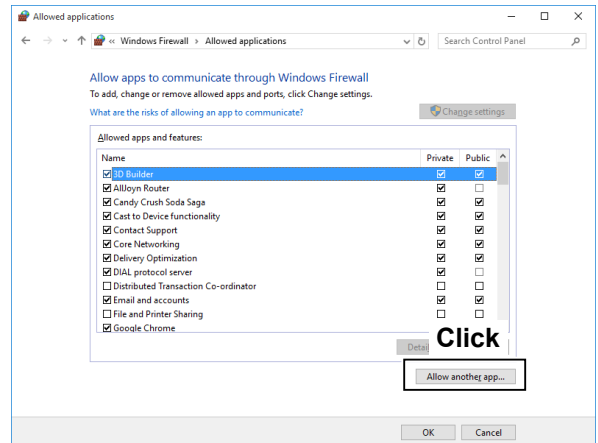 Allowed applications
« Windows Firewall > Allowed applications
Search Control Panel
Allow apps to communicate through Windows Firewall
To add, change or remove allowed apps and ports, click Change settings.
What are the risks of allowing an app to communicate?
Change settings
Allowed apps and features:
Name Private Public
3D Builder
AllJoyn Router
Candy Crush Soda Saga
Cast to Device functionality
Contact Support
Core Networking
Delivery Optimization
DIAL protocol server
Distributed Transaction Co-ordinator
Email and accounts
File and Printer Sharing
Google Chrome
Click
Allow another app...
OK Cancel